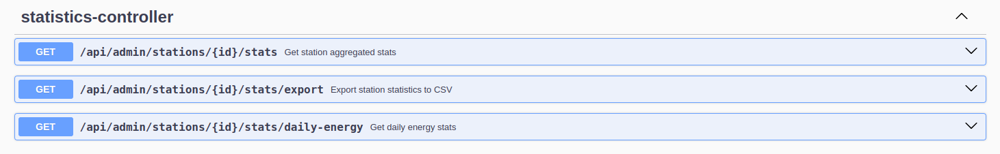 statistics-controller
GET /api/admin/stations/{id}/stats Get station aggregated stats
GET /api/admin/stations/{id}/stats/export Export station statistics to CSV
GET /api/admin/stations/{id}/stats/daily-energy Get daily energy stats